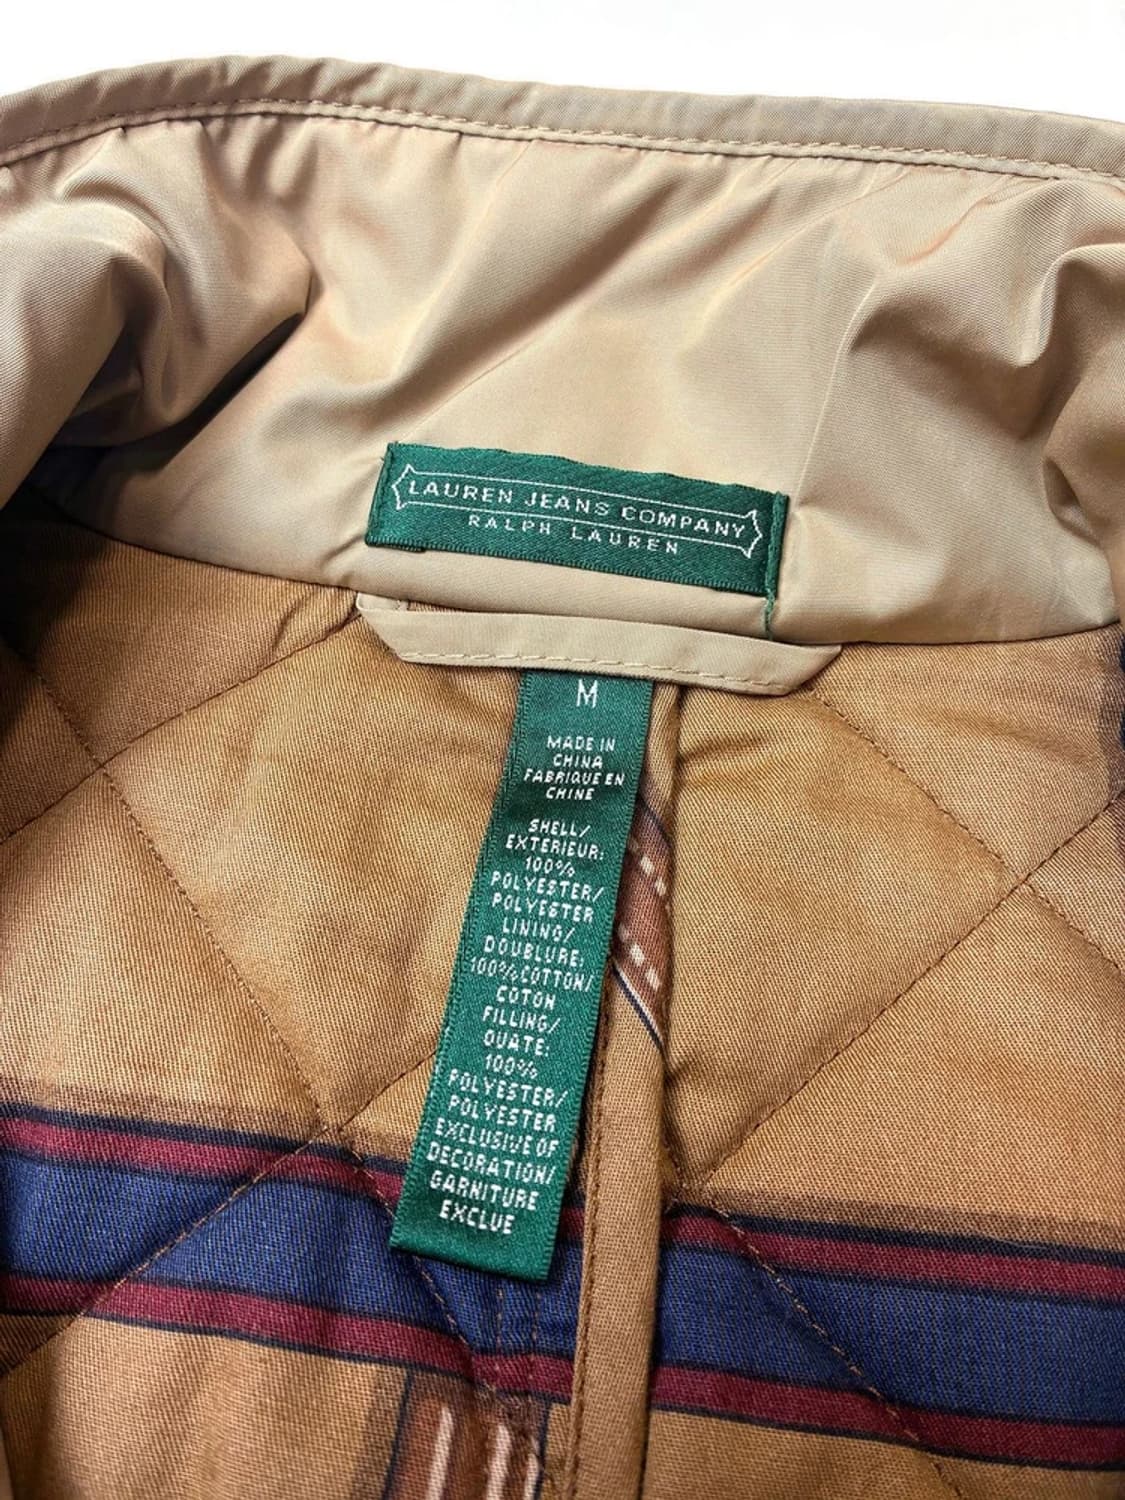 LAUREN JEANS COMPANY
RALPH LAUREN
M
MADE IN
CHINA
FABRIQUE EN
CHINE
SHELL/
EXTERIEUR:
100%
POLYESTER/
POLYESTER
LINING/
DOUBLURE:
100% COTTON/
COTON
FILLING/
OUATE:
100%
POLYESTER/
POLYESTER
EXCLUSIVE OF
DECORATION/
GARNITURE
EXCLUE